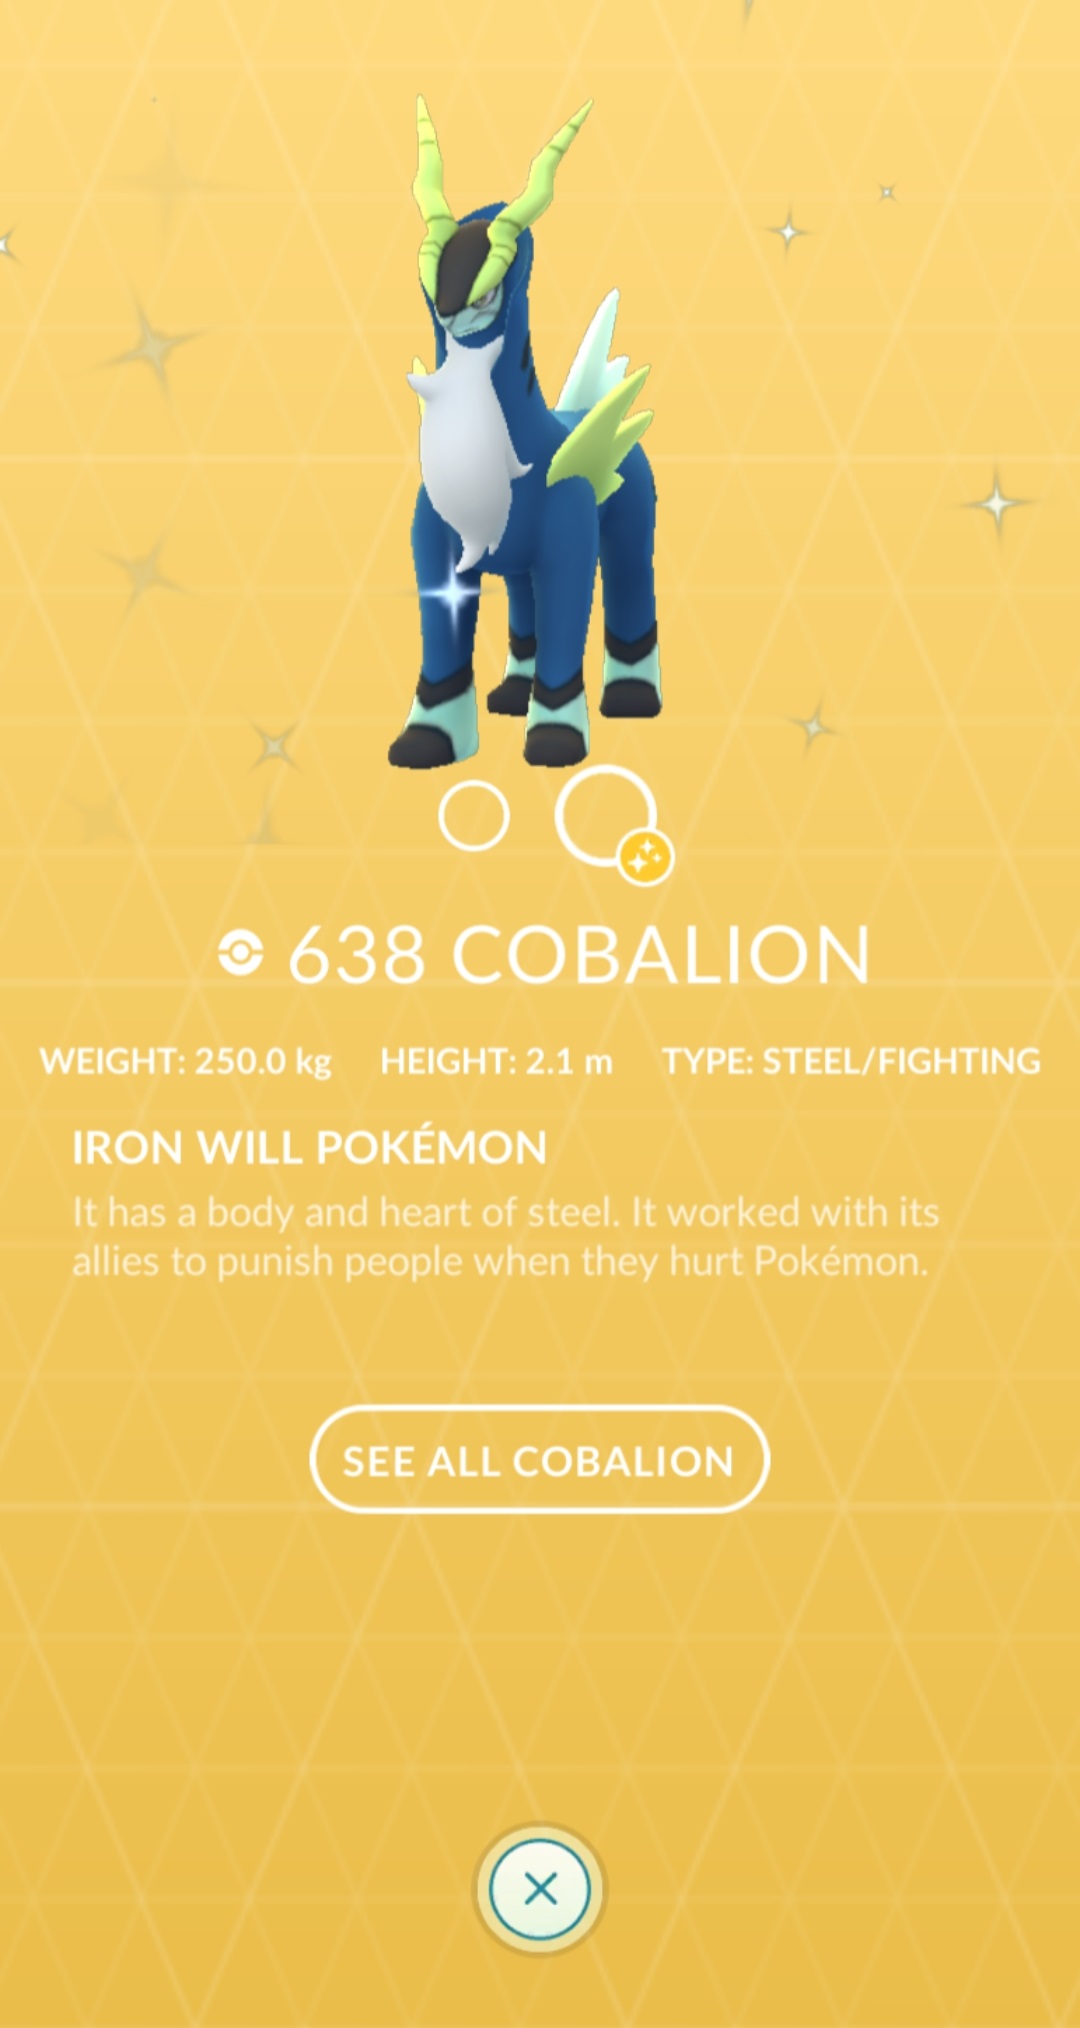 638 COBALION
WEIGHT: 250.0 kg HEIGHT: 2.1 m TYPE: STEEL/FIGHTING
IRON WILL POKÉMON
It has a body and heart of steel. It worked with its
allies to punish people when they hurt Pokémon.
SEE ALL COBALION